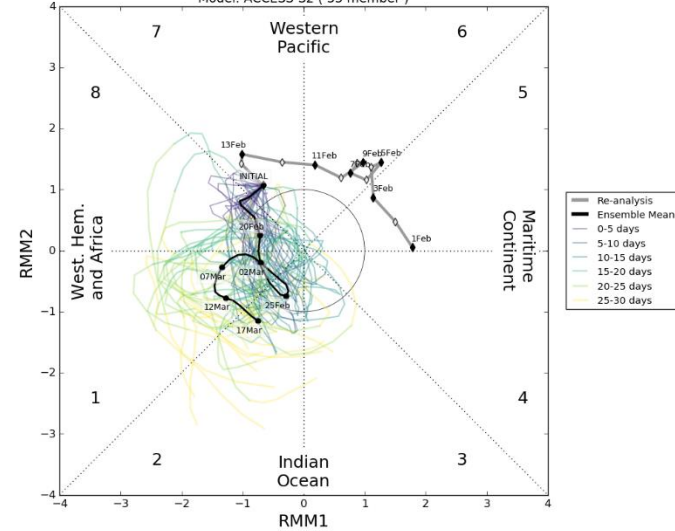 Model: ACCESS-S2 ( 33 member )
Western
Pacific
7
6
8
5
13Feb
11Feb
9Feb
5Feb
INITIAL
3Feb
20Feb
1Feb
02Mar
07Mar
25Feb
12Mar
17Mar
West. Hem.
and Africa
Maritime
Continent
1
4
2
3
Indian
Ocean
4
3
2
1
0
−1
−2
−3
−4
RMM2
−4 −3 −2 −1 0 1 2 3 4
RMM1
Re-analysis
Ensemble Mean
0-5 days
5-10 days
10-15 days
15-20 days
20-25 days
25-30 days